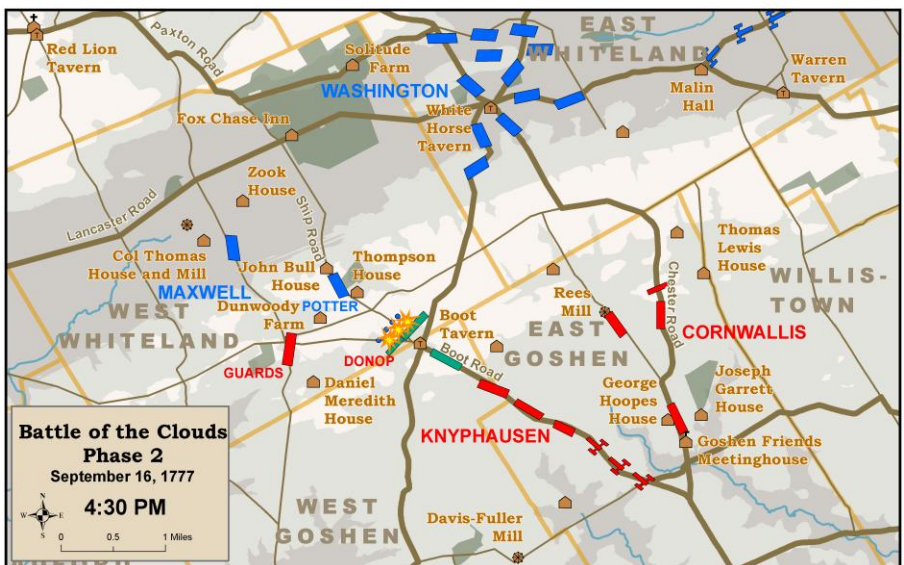 EAST
WHITELAND
Paxton Road
Red Lion
Tavern
Solitude
Farm
WASHINGTON
Malin
Hall
Warren
Tavern
Fox Chase Inn
White
Horse
Tavern
Zook
House
Ship Road
Lancaster Road
Col Thomas
House and Mill
MAXWELL
John Bull
House
Thompson
House
POTTER
Dunwoody
Farm
WEST
WHITELAND
GUARDS
DONOP
Boot
Tavern
Boot Road
Daniel
Meredith
House
Rees
Mill
EAST
GOSHEN
Chester Road
Thomas
Lewis
House
WILLIS-
TOWN
CORNWALLIS
George
Hoopes
House
Joseph
Garrett
House
KNYPHAUSEN
Goshen Friends
Meetinghouse
WEST
GOSHEN
Davis-Fuller
Mill
Battle of the Clouds
Phase 2
September 16, 1777
4:30 PM
N
W E
S
0 0.5 1 Miles